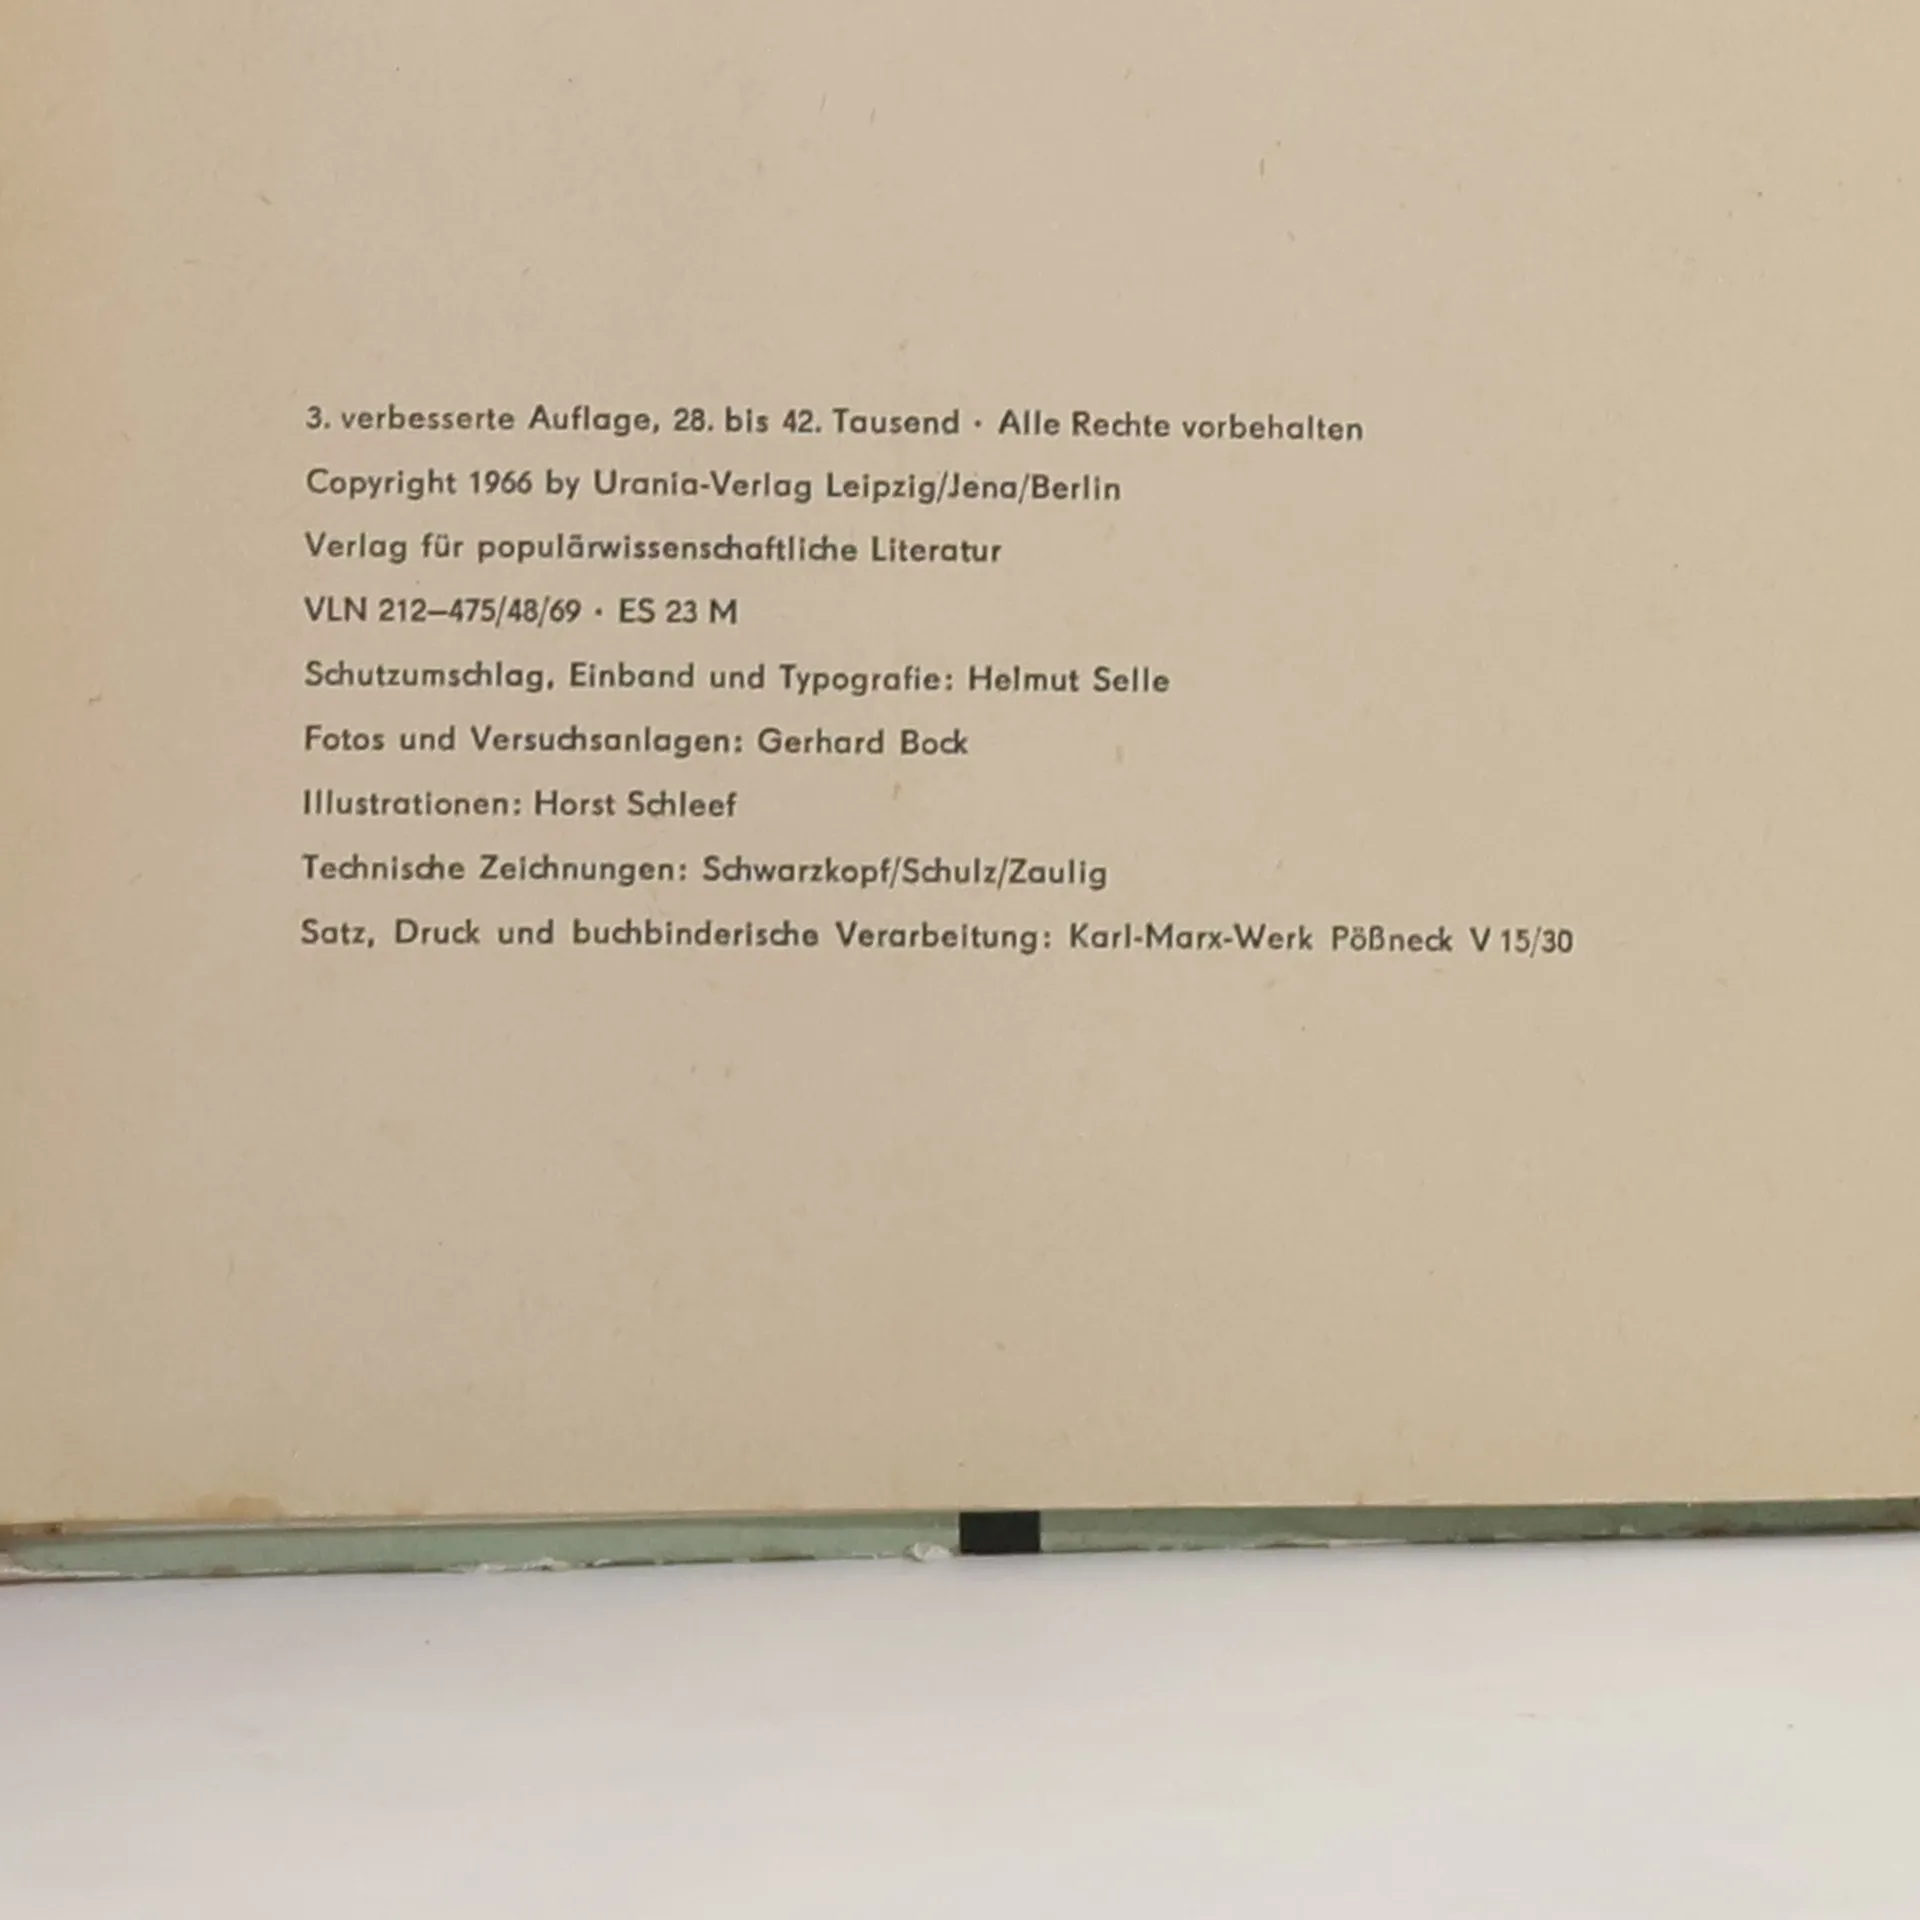 3. verbesserte Auflage, 28. bis 42. Tausend · Alle Rechte vorbehalten
Copyright 1966 by Urania-Verlag Leipzig/Jena/Berlin
Verlag für populärwissenschaftliche Literatur
VLN 212–475/48/69 · ES 23 M
Schutzumschlag, Einband und Typografie: Helmut Selle
Fotos und Versuchsanlagen: Gerhard Bock
Illustrationen: Horst Schleef
Technische Zeichnungen: Schwarzkopf/Schulz/Zaulig
Satz, Druck und buchbinderische Verarbeitung: Karl-Marx-Werk Pößneck V 15/30